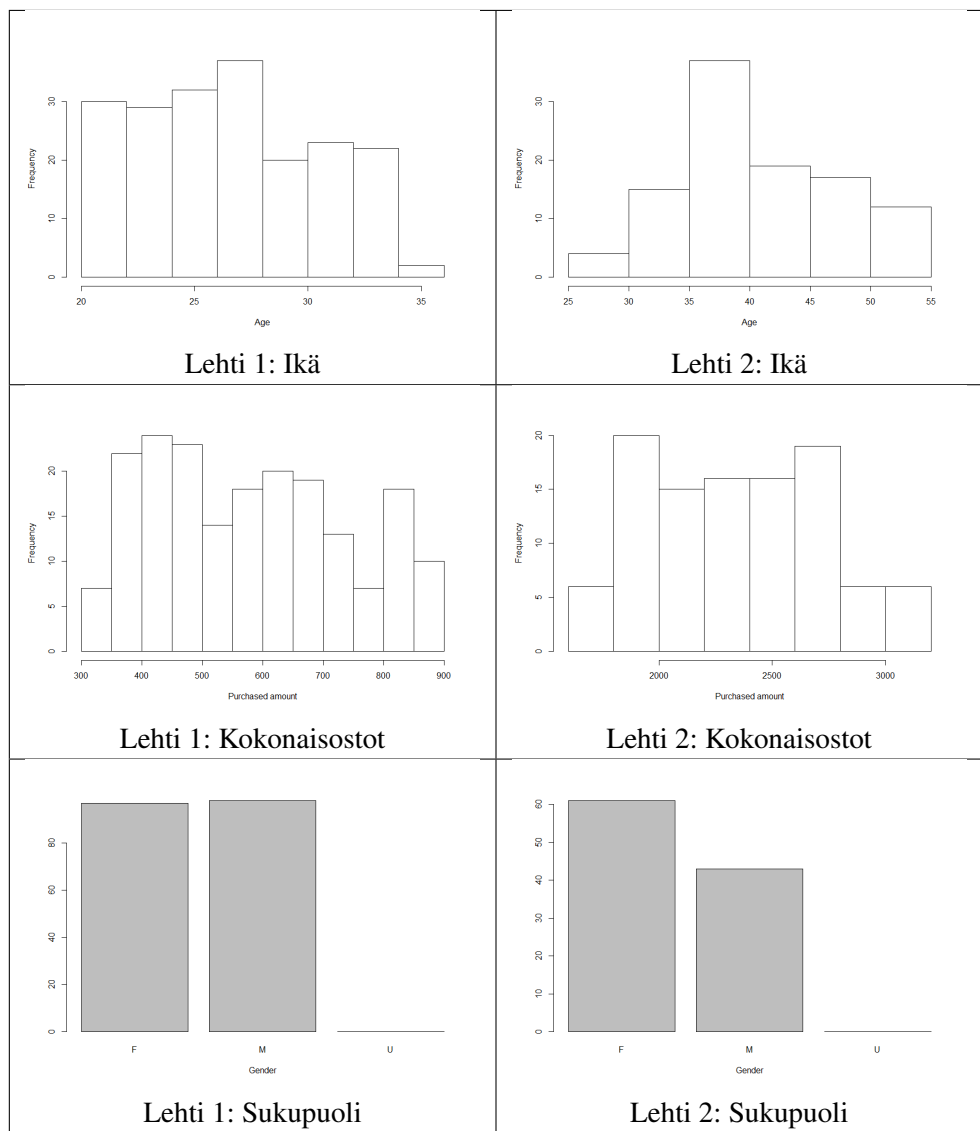 Frequency
0 10 20 30
20 25 30 35
Age
Lehti 1: Ikä
Frequency
0 10 20 30
25 30 35 40 45 50 55
Age
Lehti 2: Ikä
Frequency
0 5 10 15 20
300 400 500 600 700 800 900
Purchased amount
Lehti 1: Kokonaisostot
Frequency
0 5 10 15 20
2000 2500 3000
Purchased amount
Lehti 2: Kokonaisostot
0 20 40 60 80
F M U
Gender
Lehti 1: Sukupuoli
0 10 20 30 40 50 60
F M U
Gender
Lehti 2: Sukupuoli